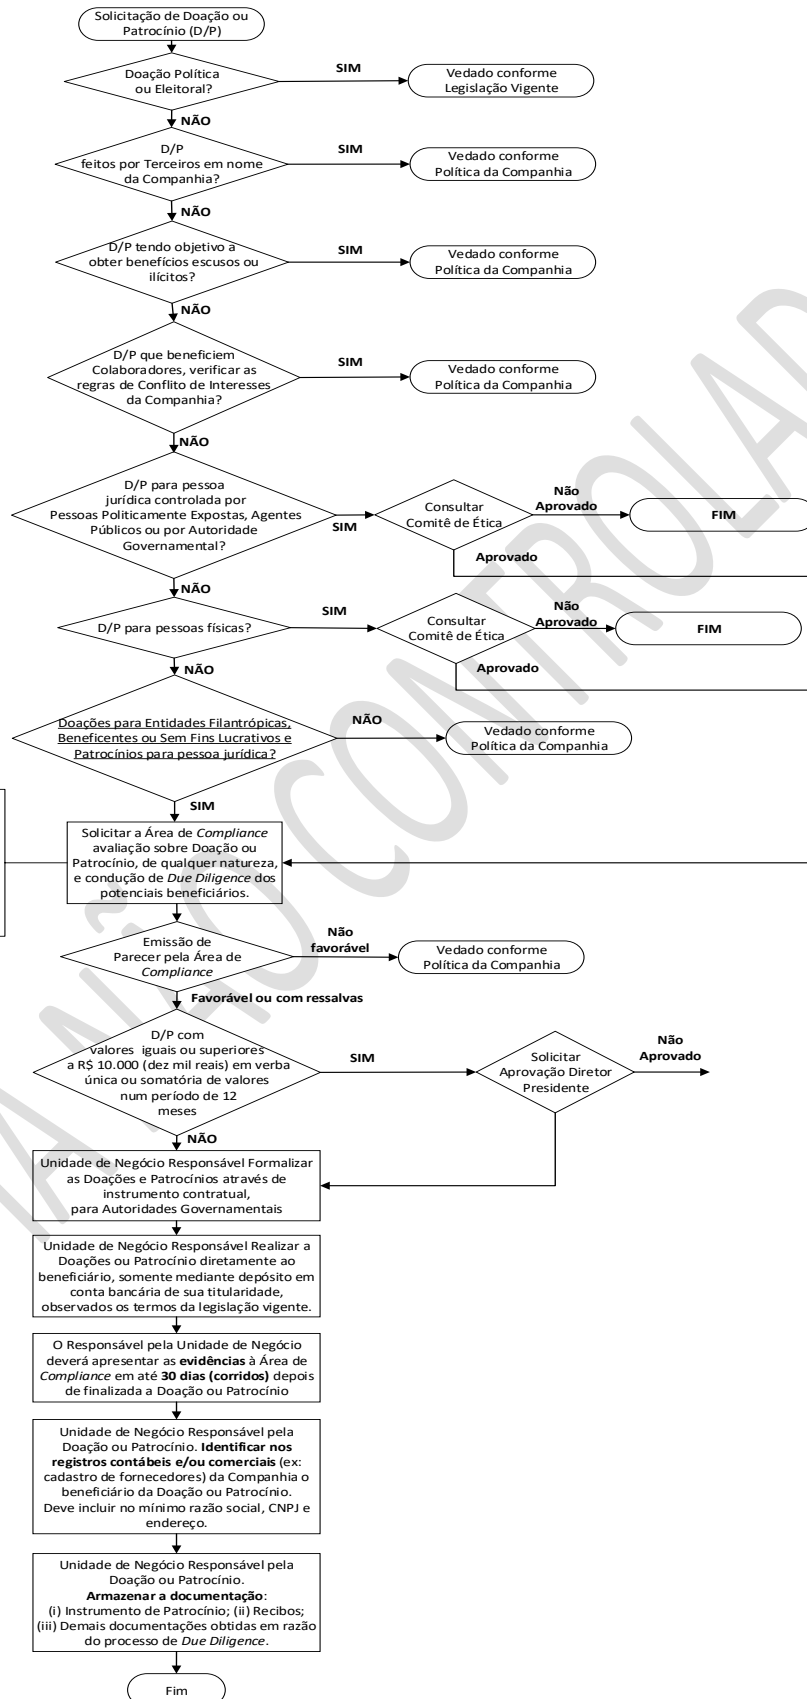 Solicitação de Doação ou
Patrocínio (D/P)
Doação Política
ou Eleitoral?
SIM
Vedado conforme
Legislação Vigente
NÃO
D/P
feitos por Terceiros em nome
da Companhia?
SIM
Vedado conforme
Política da Companhia
NÃO
D/P tendo objetivo a
obter benefícios escusos ou
ilícitos?
SIM
Vedado conforme
Política da Companhia
NÃO
D/P que beneficiem
Colaboradores, verificar as
regras de Conflito de Interesses
da Companhia?
SIM
Vedado conforme
Política da Companhia
NÃO
D/P para pessoa
jurídica controlada por
Pessoas Politicamente Expostas, Agentes
Públicos ou por Autoridade
Governamental?
SIM
Consultar
Comitê de Ética
Não
Aprovado
FIM
Aprovado
NÃO
D/P para pessoas físicas?
SIM
Consultar
Comitê de Ética
Não
Aprovado
FIM
Aprovado
NÃO
Doações para Entidades Filantrópicas,
Beneficentes ou Sem Fins Lucrativos e
Patrocínios para pessoa jurídica?
NÃO
Vedado conforme
Política da Companhia
SIM
Solicitar a Área de Compliance
avaliação sobre Doação ou
Patrocínio, de qualquer natureza,
e condução de Due Diligence dos
potenciais beneficiários.
Emissão de
Parecer pela Área de
Compliance
Não
favorável
Vedado conforme
Política da Companhia
Favorável ou com ressalvas
D/P com
valores iguais ou superiores
a R$ 10.000 (dez mil reais) em verba
única ou somatória de valores
num período de 12
meses
SIM
Solicitar
Aprovação Diretor
Presidente
Não
Aprovado
NÃO
Unidade de Negócio Responsável Formalizar
as Doações e Patrocínios através de
instrumento contratual,
para Autoridades Governamentais
Unidade de Negócio Responsável Realizar a
Doações ou Patrocínio diretamente ao
beneficiário, somente mediante depósito em
conta bancária de sua titularidade,
observados os termos da legislação vigente.
O Responsável pela Unidade de Negócio
deverá apresentar as evidências à Área de
Compliance em até 30 dias (corridos) depois
de finalizada a Doação ou Patrocínio
Unidade de Negócio Responsável pela
Doação ou Patrocínio. Identificar nos
registros contábeis e/ou comerciais (ex:
cadastro de fornecedores) da Companhia o
beneficiário da Doação ou Patrocínio.
Deve incluir no mínimo razão social, CNPJ e
endereço.
Unidade de Negócio Responsável pela
Doação ou Patrocínio.
Armazenar a documentação:
(i) Instrumento de Patrocínio; (ii) Recibos;
(iii) Demais documentações obtidas em razão
do processo de Due Diligence.
Fim
IA NÃO CONTROLAD